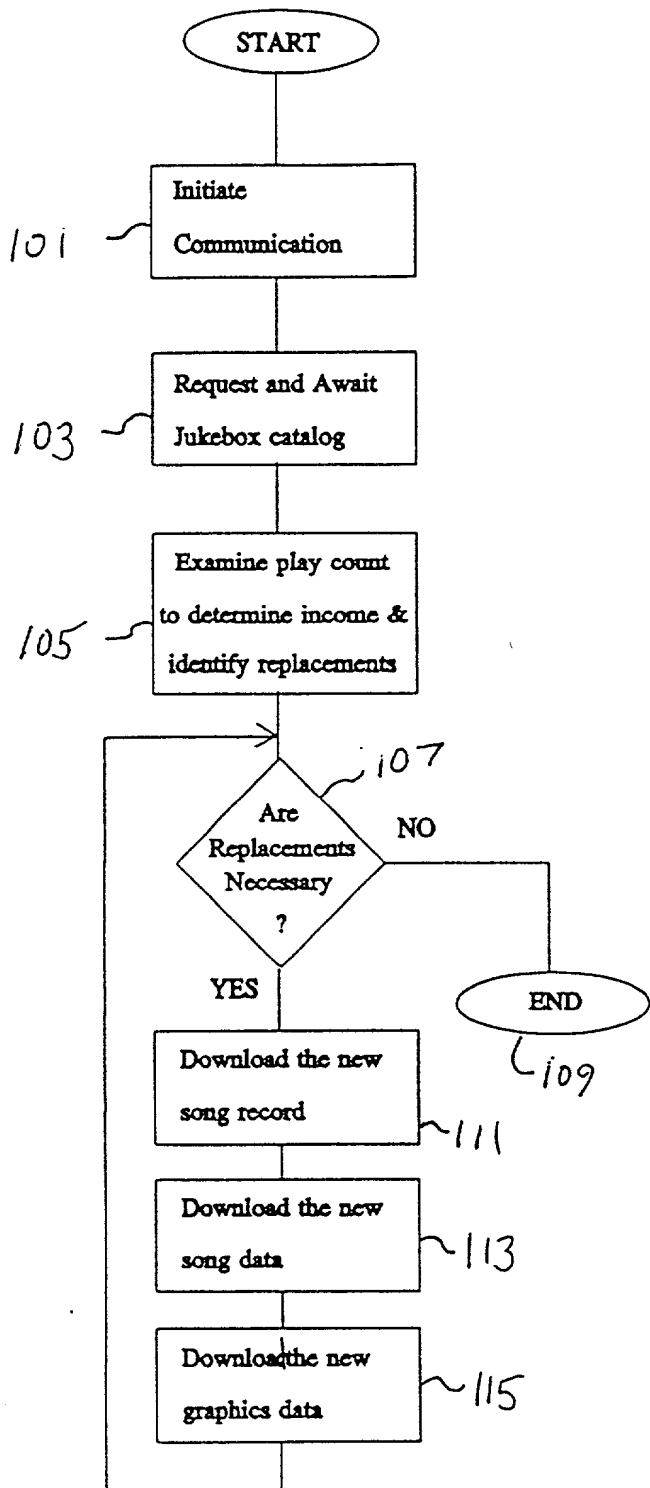 START
Initiate
Communication
101
Request and Await
Jukebox catalog
103
Examine play count
to determine income &
identify replacements
105
107
Are
Replacements
Necessary
?
NO
YES
END
109
Download the new
song record
111
Download the new
song data
113
Download the new
graphics data
115